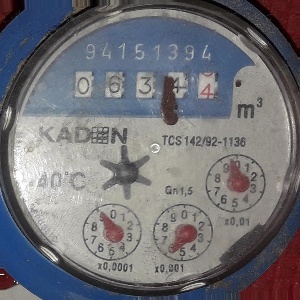 94151394
0 6 3 4 4
m³
KADEN
TCS 142/92-1136
40°C
Qn1,5
x0,01
x0,0001
x0,001